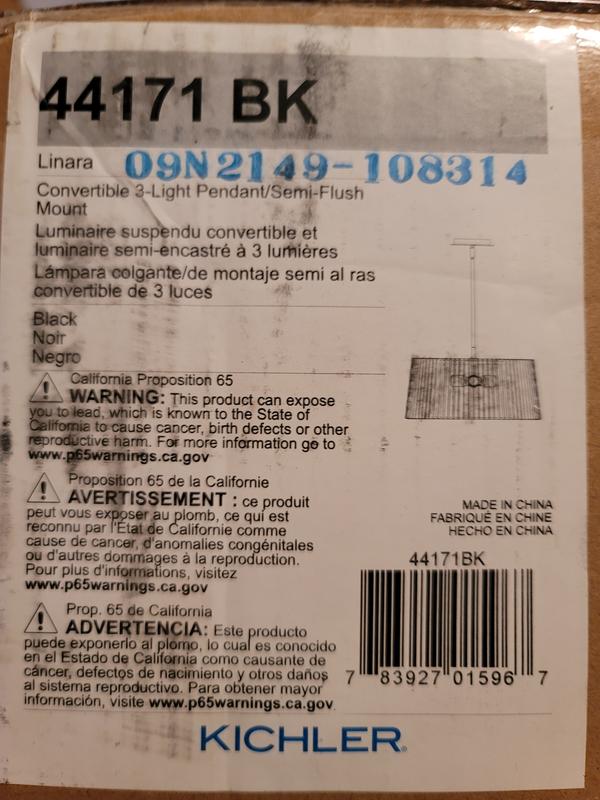 44171 BK
Linara 09N2149-108314
Convertible 3-Light Pendant/Semi-Flush
Mount
Luminaire suspendu convertible et
luminaire semi-encastré à 3 lumières
Lámpara colgante/de montaje semi al ras
convertible de 3 luces
Black
Noir
Negro
California Proposition 65
WARNING: This product can expose
you to lead, which is known to the State of
California to cause cancer, birth defects or other
reproductive harm. For more information go to
www.p65warnings.ca.gov
Proposition 65 de la Californie
AVERTISSEMENT : ce produit
peut vous exposer au plomb, ce qui est
reconnu par l'État de Californie comme
cause de cancer, d'anomalies congénitales
ou d'autres dommages à la reproduction.
Pour plus d'informations, visitez
www.p65warnings.ca.gov
Prop. 65 de California
ADVERTENCIA: Este producto
puede exponerlo al plomo, lo cual es conocido
en el Estado de California como causante de
cáncer, defectos de nacimiento y otros daños
al sistema reproductivo. Para obtener mayor
información, visite www.p65warnings.ca.gov
MADE IN CHINA
FABRIQUÉ EN CHINE
HECHO EN CHINA
44171BK
7 83927 01596 7
KICHLER®